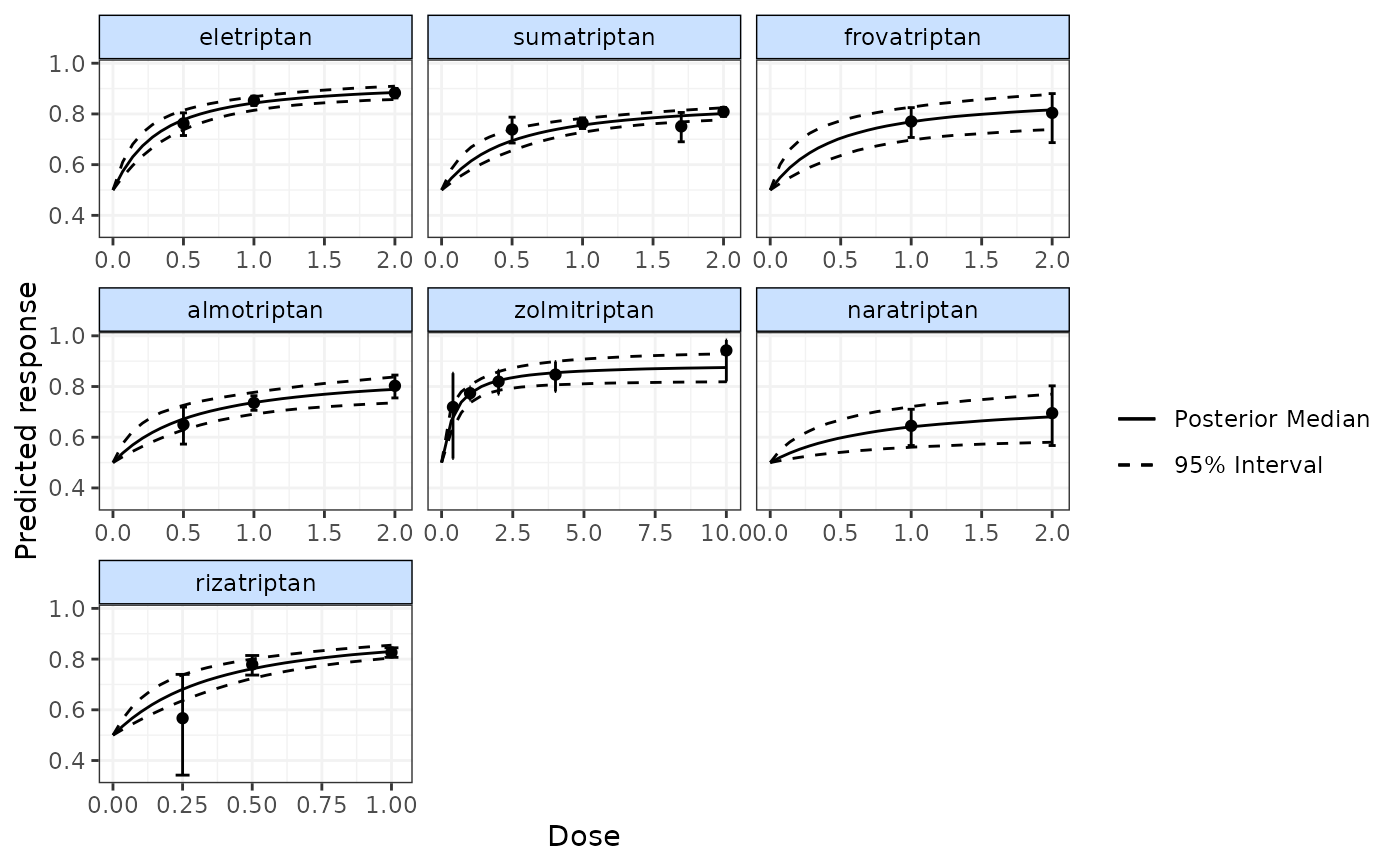 eletriptan sumatriptan frovatriptan
1.0
0.8
0.6
0.4
0.0 0.5 1.0 1.5 2.0 0.0 0.5 1.0 1.5 2.0 0.0 0.5 1.0 1.5 2.0
almotriptan zolmitriptan naratriptan
1.0
0.8
0.6
0.4
0.0 0.5 1.0 1.5 2.0 0.0 2.5 5.0 7.5 10.0 0.0 0.5 1.0 1.5 2.0
rizatriptan
1.0
0.8
0.6
0.4
0.00 0.25 0.50 0.75 1.00
Dose
Predicted response
Posterior Median
95% Interval